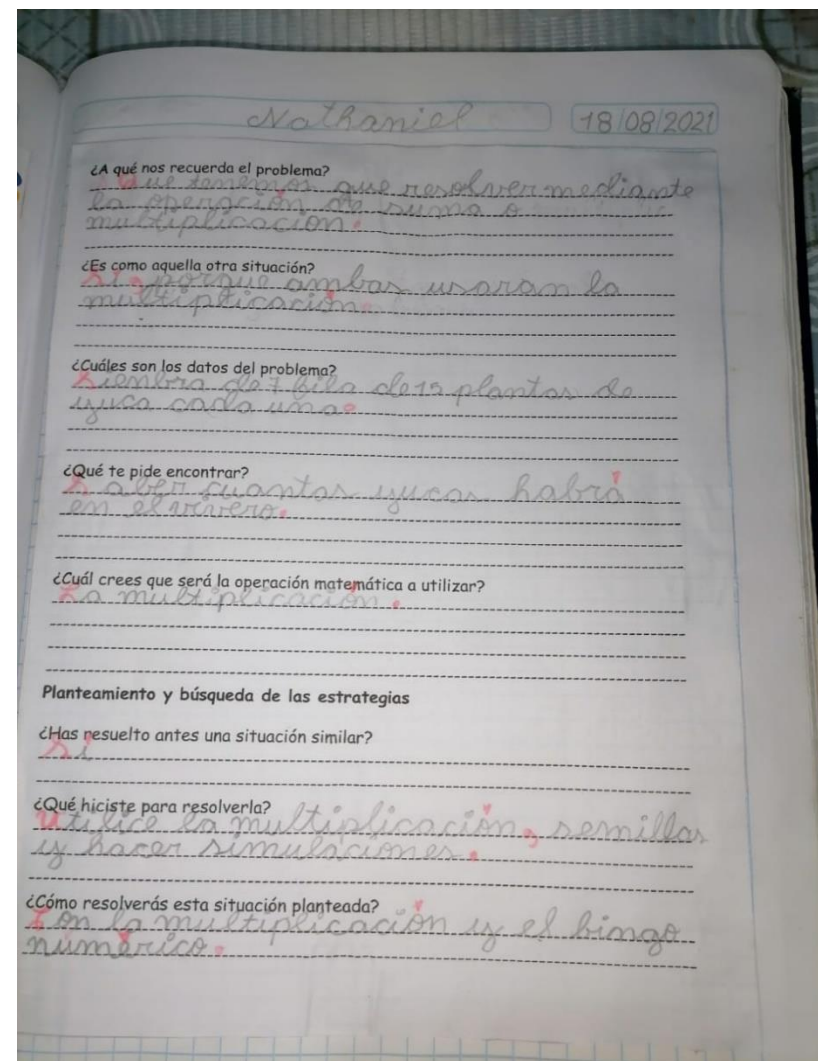 Nathaniel 18/08/2021
¿A qué nos recuerda el problema?
Que tenemos que resolver mediante
la operación de suma o
multiplicación.
¿Es como aquella otra situación?
Si, porque ambas usaran la
multiplicación.
¿Cuáles son los datos del problema?
Siembra de 7 fila de 12 plantas de
yuca cada una.
¿Qué te pide encontrar?
Saber cuantas yucas habrá
en el vivero.
¿Cuál crees que será la operación matemática a utilizar?
La multiplicación.
Planteamiento y búsqueda de las estrategias
¿Has resuelto antes una situación similar?
Si
¿Qué hiciste para resolverla?
Utilice la multiplicación, semillas
y hacer simulaciones.
¿Cómo resolverás esta situación planteada?
Con la multiplicación y el bingo
numérico.